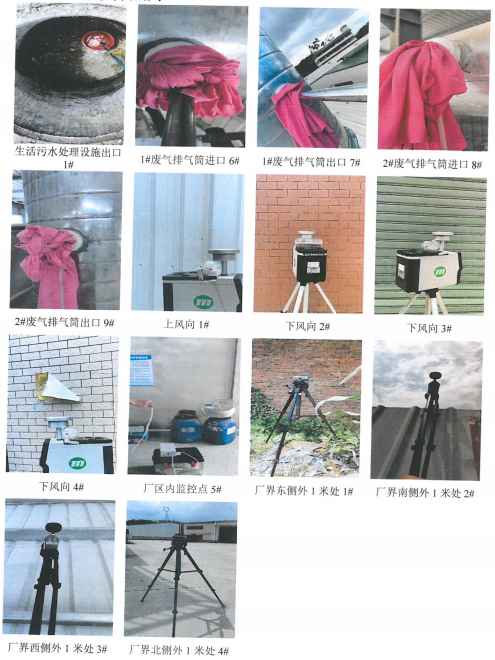 生活污水处理设施出口
1#
1#废气排气筒进口 6#
1#废气排气筒出口 7#
2#废气排气筒进口 8#
2#废气排气筒出口 9#
上风向 1#
下风向 2#
下风向 3#
下风向 4#
厂区内监控点 5#
厂界东侧外 1 米处 1#
厂界南侧外 1 米处 2#
厂界西侧外 1 米处 3#
厂界北侧外 1 米处 4#